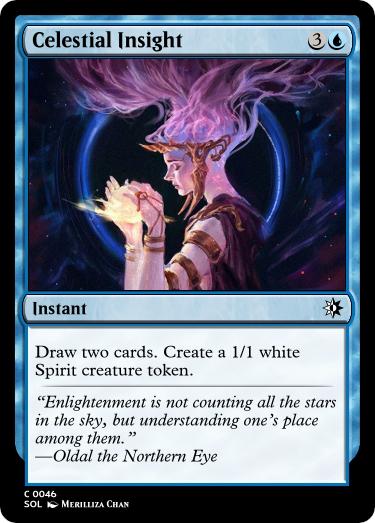 Celestial Insight 3
Instant
Draw two cards. Create a 1/1 white
Spirit creature token.
“Enlightenment is not counting all the stars
in the sky, but understanding one’s place
among them.”
—Oldal the Northern Eye
C 0046
SOL Merilliza Chan